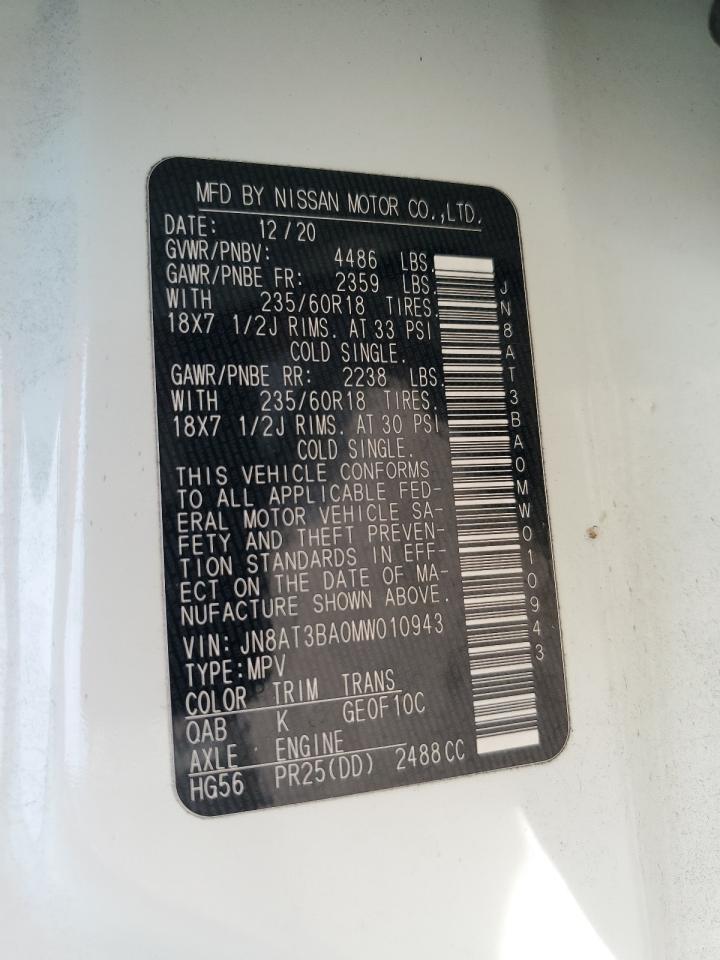 MFD BY NISSAN MOTOR CO.,LTD.
DATE: 12/20
GVWR/PNBV: 4486 LBS.
GAWR/PNBE FR: 2359 LBS.
WITH 235/60R18 TIRES.
18X7 1/2J RIMS. AT 33 PSI
COLD SINGLE.
GAWR/PNBE RR: 2238 LBS.
WITH 235/60R18 TIRES.
18X7 1/2J RIMS. AT 30 PSI
COLD SINGLE.
THIS VEHICLE CONFORMS
TO ALL APPLICABLE FED-
ERAL MOTOR VEHICLE SA-
FETY AND THEFT PREVEN-
TION STANDARDS IN EFF-
ECT ON THE DATE OF MA-
NUFACTURE SHOWN ABOVE.
VIN: JN8AT3BA0MW010943
TYPE:MPV
COLOR TRIM TRANS
QAB K GE0F10C
AXLE ENGINE
HG56 PR25(DD) 2488CC
JN8AT3BA0MW010943